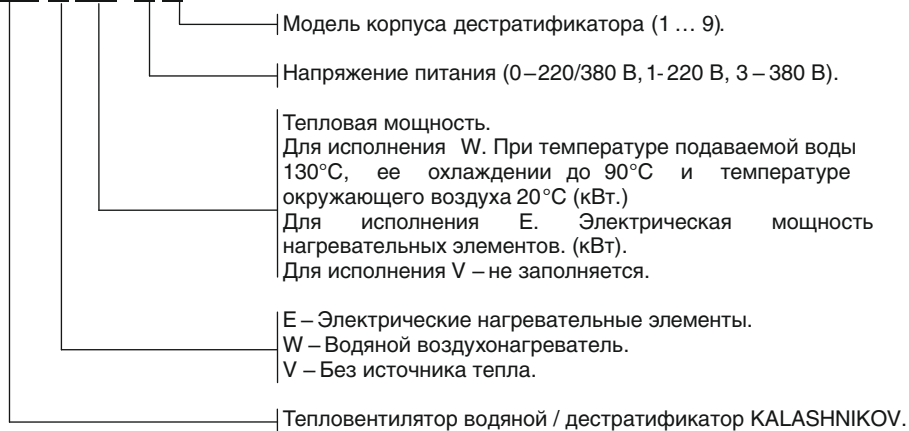 Модель корпуса дестратификатора (1 ... 9).
Напряжение питания (0–220/380 В, 1- 220 В, 3 – 380 В).
Тепловая мощность.
Для исполнения W. При температуре подаваемой воды
130°С, ее охлаждении до 90°С и температуре
окружающего воздуха 20°С (кВт.)
Для исполнения Е. Электрическая мощность
нагревательных элементов. (кВт).
Для исполнения V – не заполняется.
Е – Электрические нагревательные элементы.
W – Водяной воздухонагреватель.
V – Без источника тепла.
Тепловентилятор водяной / дестратификатор KALASHNIKOV.